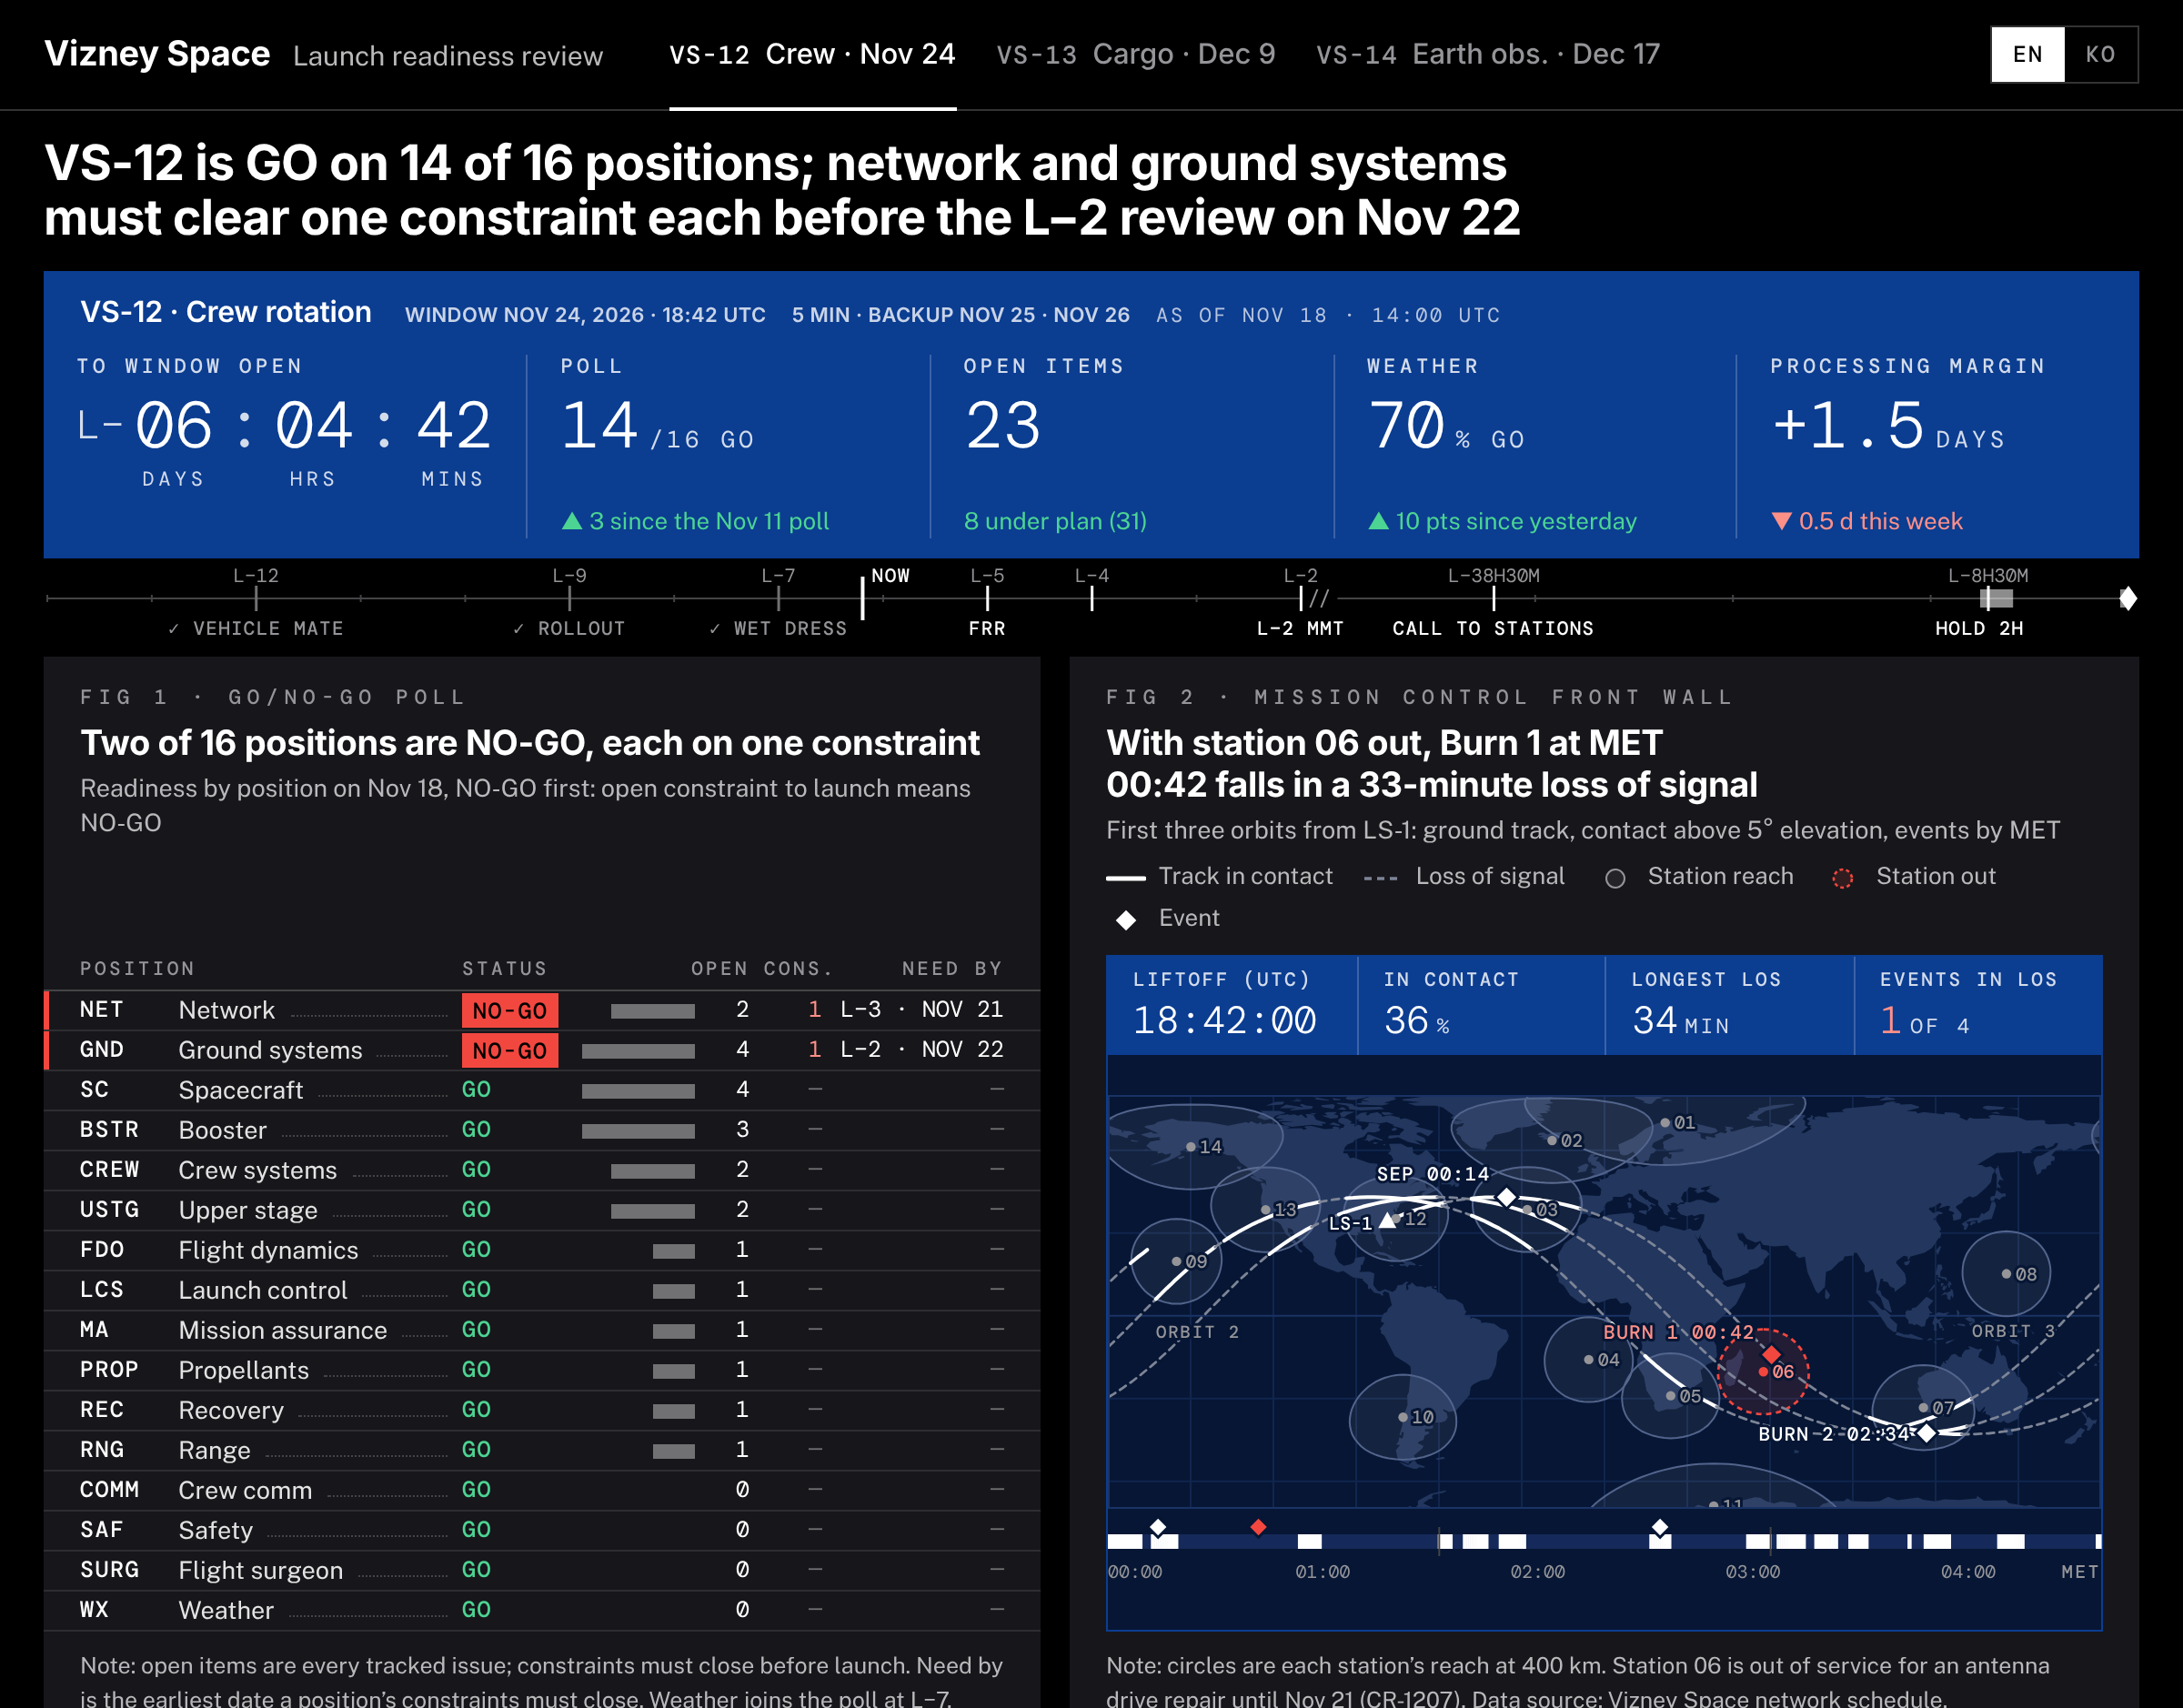 Vizney Space Launch readiness review VS-12 Crew · Nov 24 VS-13 Cargo · Dec 9 VS-14 Earth obs. · Dec 17 EN KO
VS-12 is GO on 14 of 16 positions; network and ground systems
must clear one constraint each before the L−2 review on Nov 22
VS-12 · Crew rotation WINDOW NOV 24, 2026 · 18:42 UTC 5 MIN · BACKUP NOV 25 · NOV 26 AS OF NOV 18 · 14:00 UTC
TO WINDOW OPEN POLL OPEN ITEMS WEATHER PROCESSING MARGIN
L−06 : 04 : 42 14 /16 GO 23 70 % GO +1.5 DAYS
DAYS HRS MINS
▲ 3 since the Nov 11 poll 8 under plan (31) ▲ 10 pts since yesterday ▼ 0.5 d this week
L−12 L−9 L−7 NOW L−5 L−4 L−2 // L−38H30M L−8H30M
✓ VEHICLE MATE ✓ ROLLOUT ✓ WET DRESS FRR L−2 MMT CALL TO STATIONS HOLD 2H
FIG 1 · GO/NO-GO POLL
Two of 16 positions are NO-GO, each on one constraint
Readiness by position on Nov 18, NO-GO first: open constraint to launch means
NO-GO
POSITION STATUS OPEN CONS. NEED BY
NET Network NO-GO 2 1 L−3 · NOV 21
GND Ground systems NO-GO 4 1 L−2 · NOV 22
SC Spacecraft GO 4 — —
BSTR Booster GO 3 — —
CREW Crew systems GO 2 — —
USTG Upper stage GO 2 — —
FDO Flight dynamics GO 1 — —
LCS Launch control GO 1 — —
MA Mission assurance GO 1 — —
PROP Propellants GO 1 — —
REC Recovery GO 1 — —
RNG Range GO 1 — —
COMM Crew comm GO 0 — —
SAF Safety GO 0 — —
SURG Flight surgeon GO 0 — —
WX Weather GO 0 — —
Note: open items are every tracked issue; constraints must close before launch. Need by
is the earliest date a position's constraints must close. Weather joins the poll at L−7.
FIG 2 · MISSION CONTROL FRONT WALL
With station 06 out, Burn 1 at MET
00:42 falls in a 33-minute loss of signal
First three orbits from LS-1: ground track, contact above 5° elevation, events by MET
Track in contact Loss of signal Station reach Station out
Event
LIFTOFF (UTC) IN CONTACT LONGEST LOS EVENTS IN LOS
18:42:00 36 % 34 MIN 1 OF 4
01
02
14
SEP 00:14
13
03
LS-1
12
09
08
ORBIT 2
BURN 1 00:42
ORBIT 3
04
06
05
07
10
BURN 2 02:34
11
00:00 01:00 02:00 03:00 04:00 MET
Note: circles are each station's reach at 400 km. Station 06 is out of service for an antenna
drive repair until Nov 21 (CR-1207). Data source: Vizney Space network schedule.